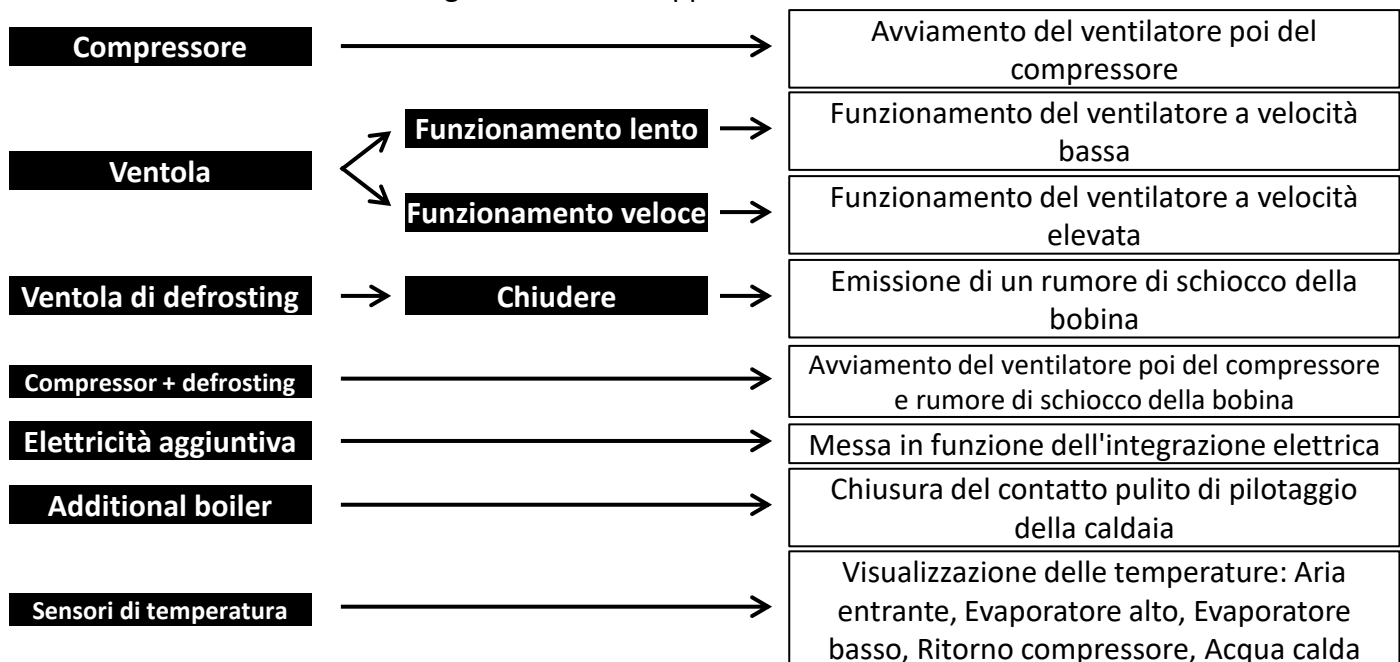 Compressore
Avviamento del ventilatore poi del
compressore
Ventola
Funzionamento lento
Funzionamento del ventilatore a velocità
bassa
Funzionamento veloce
Funzionamento del ventilatore a velocità
elevata
Ventola di defrosting
Chiudere
Emissione di un rumore di schiocco della
bobina
Compressor + defrosting
Avviamento del ventilatore poi del compressore
e rumore di schiocco della bobina
Elettricità aggiuntiva
Messa in funzione dell'integrazione elettrica
Additional boiler
Chiusura del contatto pulito di pilotaggio
della caldaia
Sensori di temperatura
Visualizzazione delle temperature: Aria
entrante, Evaporatore alto, Evaporatore
basso, Ritorno compressore, Acqua calda